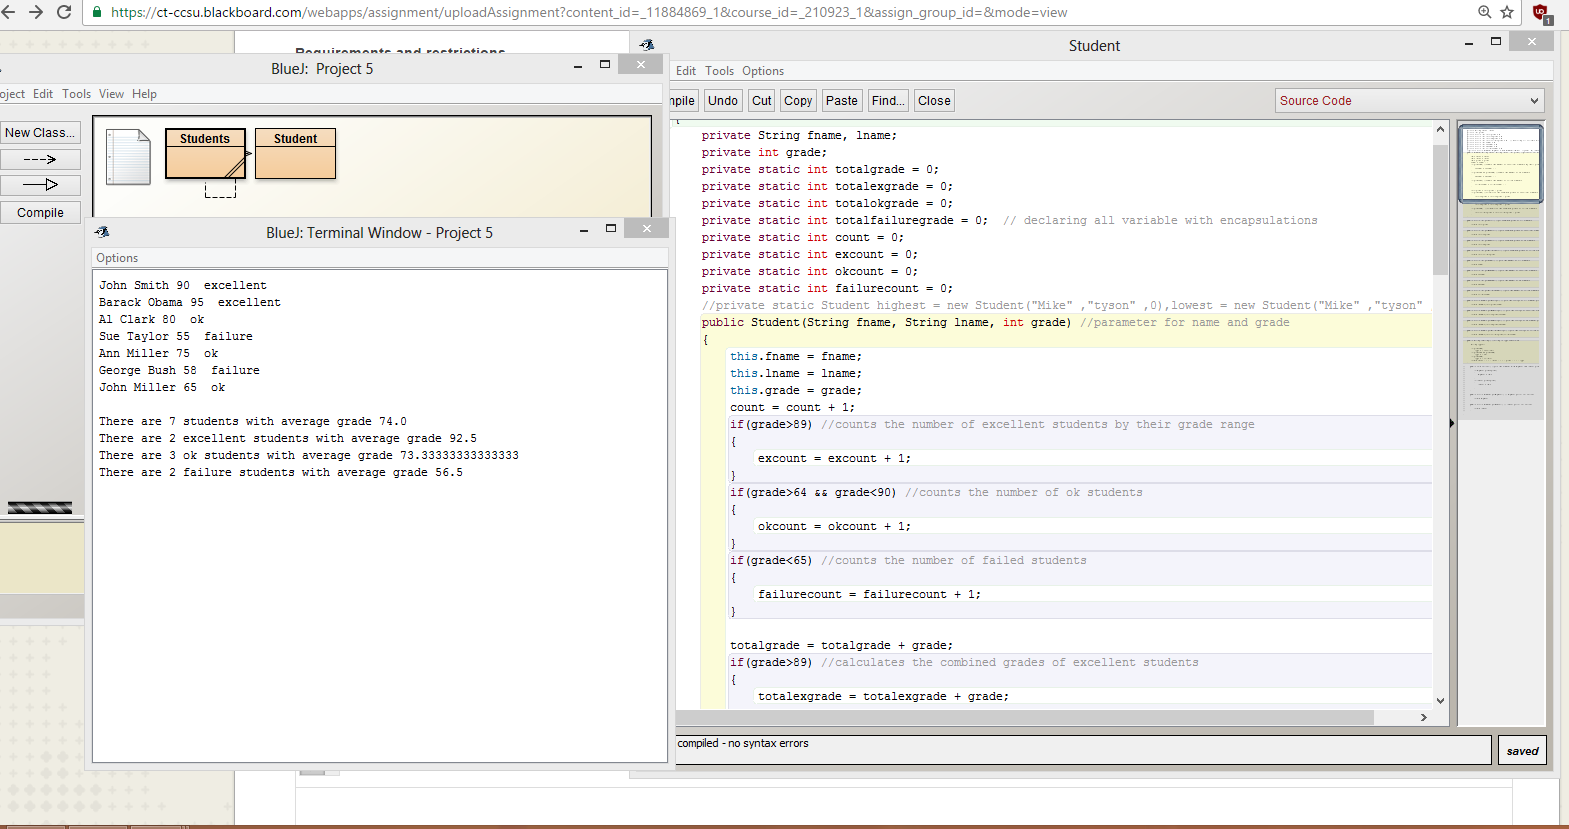 https://ct-ccsu.blackboard.com/webapps/assignment/uploadAssignment?content_id=_11884869_1&course_id=_210923_1&assign_group_id=&mode=view
1
Requirements and restrictions
BlueJ: Project 5
oject Edit Tools View Help
New Class...
Compile
Students
Student
BlueJ: Terminal Window - Project 5
Options
John Smith 90  excellent
Barack Obama 95  excellent
Al Clark 80  ok
Sue Taylor 55  failure
Ann Miller 75  ok
George Bush 58  failure
John Miller 65  ok
There are 7 students with average grade 74.0
There are 2 excellent students with average grade 92.5
There are 3 ok students with average grade 73.33333333333333
There are 2 failure students with average grade 56.5
Student
Edit Tools Options
npile Undo Cut Copy Paste Find... Close
Source Code
{
private String fname, lname;
private int grade;
private static int totalgrade = 0;
private static int totalexgrade = 0;
private static int totalokgrade = 0;
private static int totalfailuregrade = 0;  // declaring all variable with encapsulations
private static int count = 0;
private static int excount = 0;
private static int okcount = 0;
private static int failurecount = 0;
//private static Student highest = new Student("Mike" ,"tyson" ,0),lowest = new Student("Mike" ,"tyson"
public Student(String fname, String lname, int grade) //parameter for name and grade
{
this.fname = fname;
this.lname = lname;
this.grade = grade;
count = count + 1;
if(grade>89) //counts the number of excellent students by their grade range
{
excount = excount + 1;
}
if(grade>64 && grade<90) //counts the number of ok students
{
okcount = okcount + 1;
}
if(grade<65) //counts the number of failed students
{
failurecount = failurecount + 1;
}
totalgrade = totalgrade + grade;
if(grade>89) //calculates the combined grades of excellent students
{
totalexgrade = totalexgrade + grade;
compiled - no syntax errors
saved